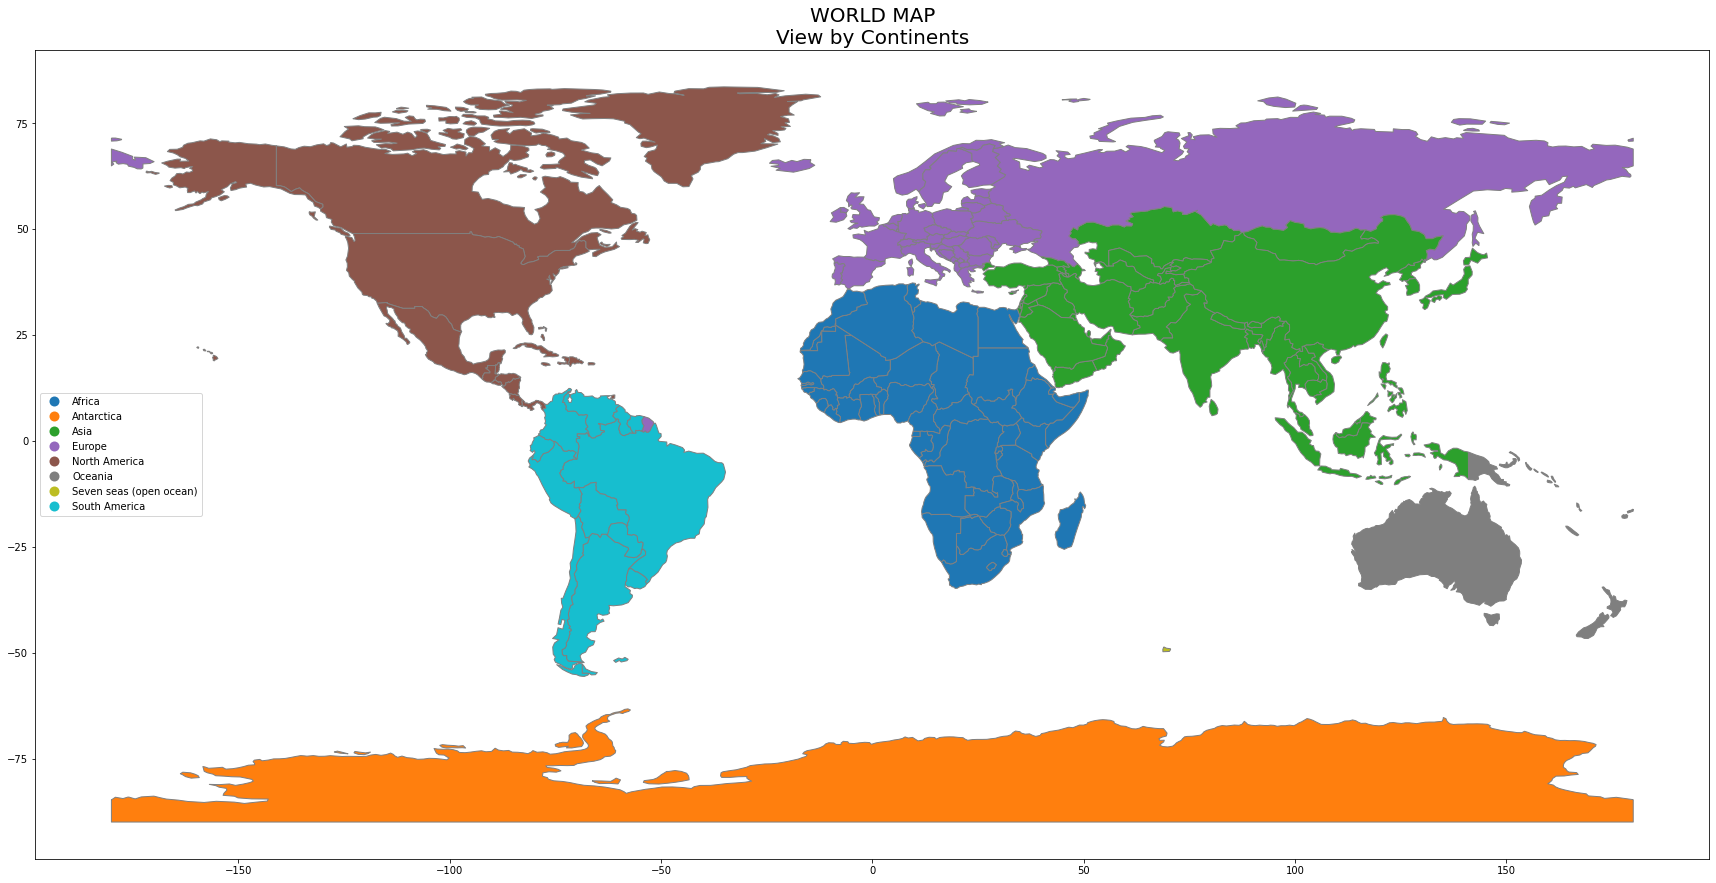 WORLD MAP
View by Continents
75
50
25
0
−25
−50
−75
Africa
Antarctica
Asia
Europe
North America
Oceania
Seven seas (open ocean)
South America
−150 −100 −50 0 50 100 150